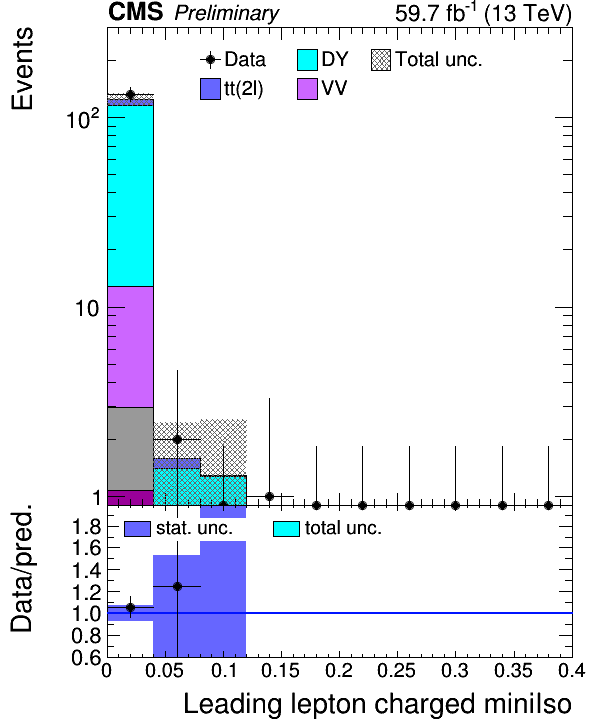 CMS Preliminary 59.7 fb⁻¹ (13 TeV)
Events
Data DY Total unc.
tt(2l) VV
10²
10
1
Data/pred.
stat. unc. total unc.
1.8
1.6
1.4
1.2
1.0
0.8
0.6
0 0.05 0.1 0.15 0.2 0.25 0.3 0.35 0.4
Leading lepton charged miniIso